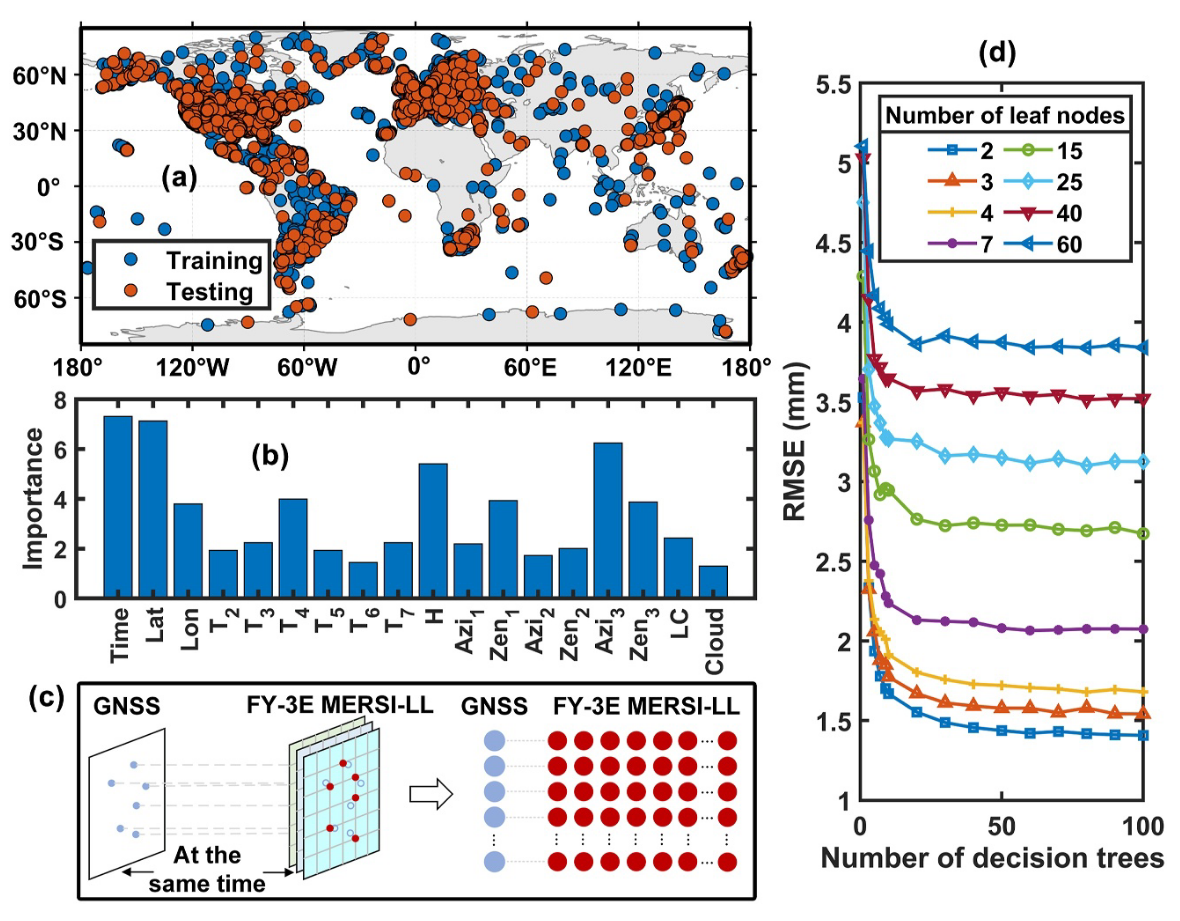 60°N
30°N
0°
30°S
60°S
(a)
Training
Testing
180° 120°W 60°W 0° 60°E 120°E 180°
8
6
4
2
0
Importance
(b)
Time Lat Lon T2 T3 T4 T5 T6 T7 H Azi1 Zen1 Azi2 Zen2 Azi3 Zen3 LC Cloud
(c)
GNSS FY-3E MERSI-LL GNSS FY-3E MERSI-LL
At the
same time
(d)
5.5
5
4.5
4
3.5
3
2.5
2
1.5
1
RMSE (mm)
Number of leaf nodes
2 15
3 25
4 40
7 60
0 50 100
Number of decision trees